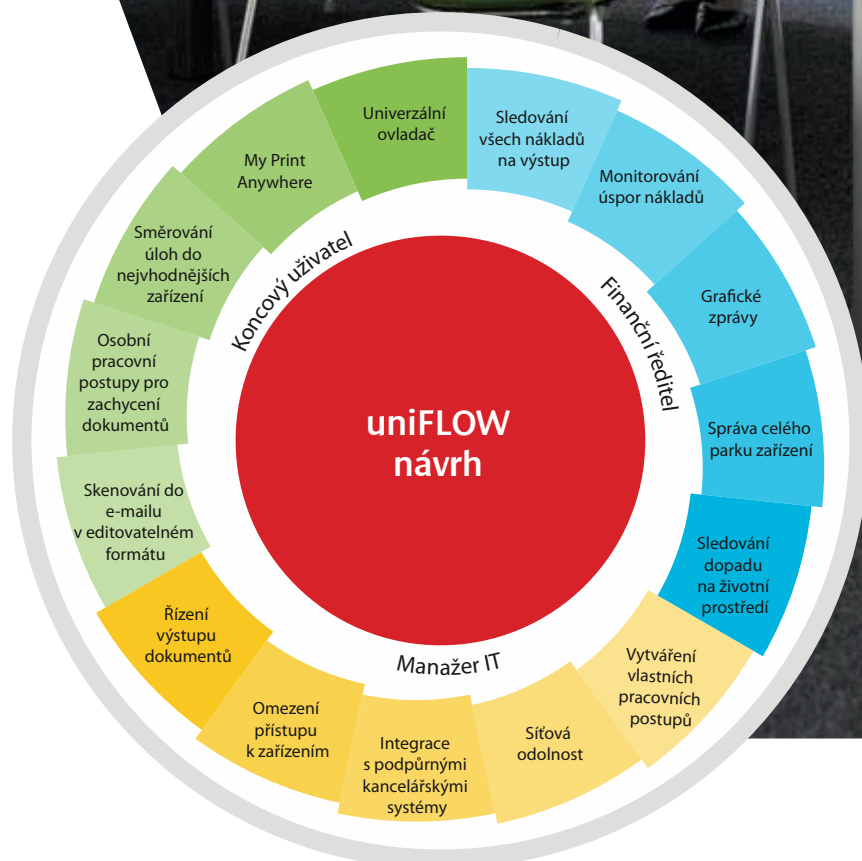 Univerzální
ovladač
Sledování
všech nákladů
na výstup
Monitorování
úspor nákladů
Grafické
zprávy
Správa celého
parku zařízení
Sledování
dopadu
na životní
prostředí
Vytváření
vlastních
pracovních
postupů
Síťová
odolnost
Integrace
s podpůrnými
kancelářskými
systémy
Omezení
přístupu
k zařízením
Řízení
výstupu
dokumentů
Skenování do
e-mailu
v editovatelném
formátu
Osobní
pracovní
postupy pro
zachycení
dokumentů
Směrování
úloh do
nejvhodnějších
zařízení
My Print
Anywhere
Koncový uživatel
Finanční ředitel
Manažer IT
uniFLOW
návrh